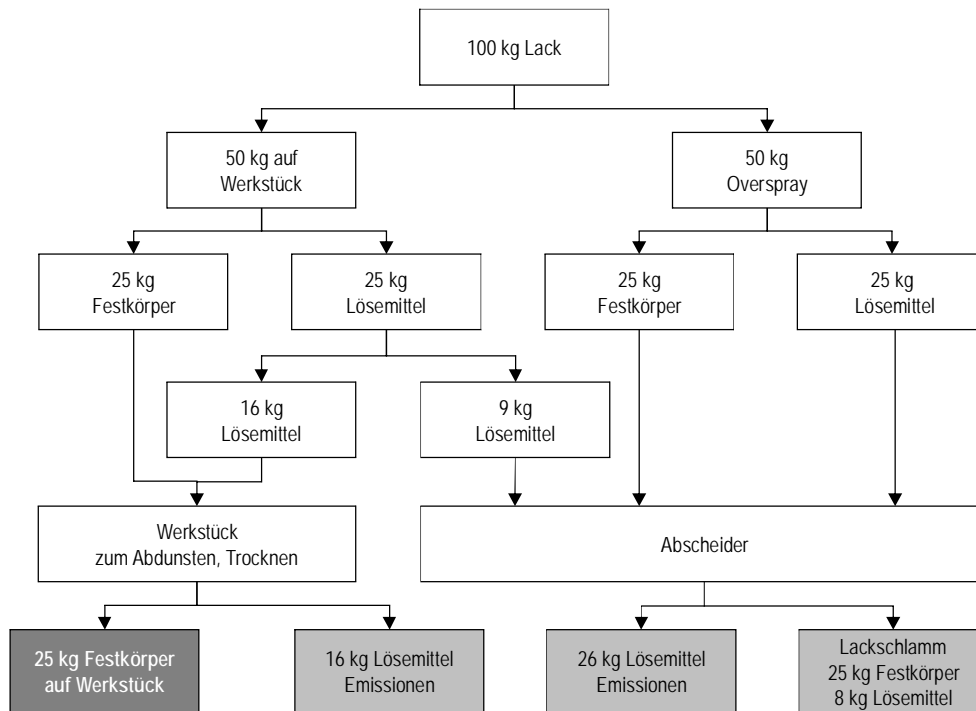 100 kg Lack
50 kg auf
Werkstück
50 kg
Overspray
25 kg
Festkörper
25 kg
Lösemittel
25 kg
Festkörper
25 kg
Lösemittel
16 kg
Lösemittel
9 kg
Lösemittel
Werkstück
zum Abdunsten, Trocknen
Abscheider
25 kg Festkörper
auf Werkstück
16 kg Lösemittel
Emissionen
26 kg Lösemittel
Emissionen
Lackschlamm
25 kg Festkörper
8 kg Lösemittel